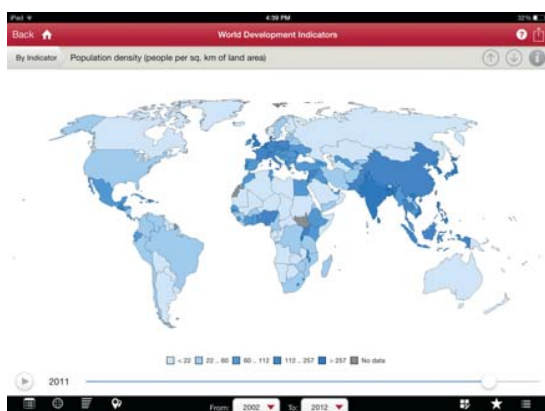 iPad 4:39 PM 32%
Back World Development Indicators ?
By Indicator Population density (people per sq. km of land area) i
< 22 22 .. 60 60 .. 112 112 .. 257 > 257 No data
2011
From: 2002 To: 2012